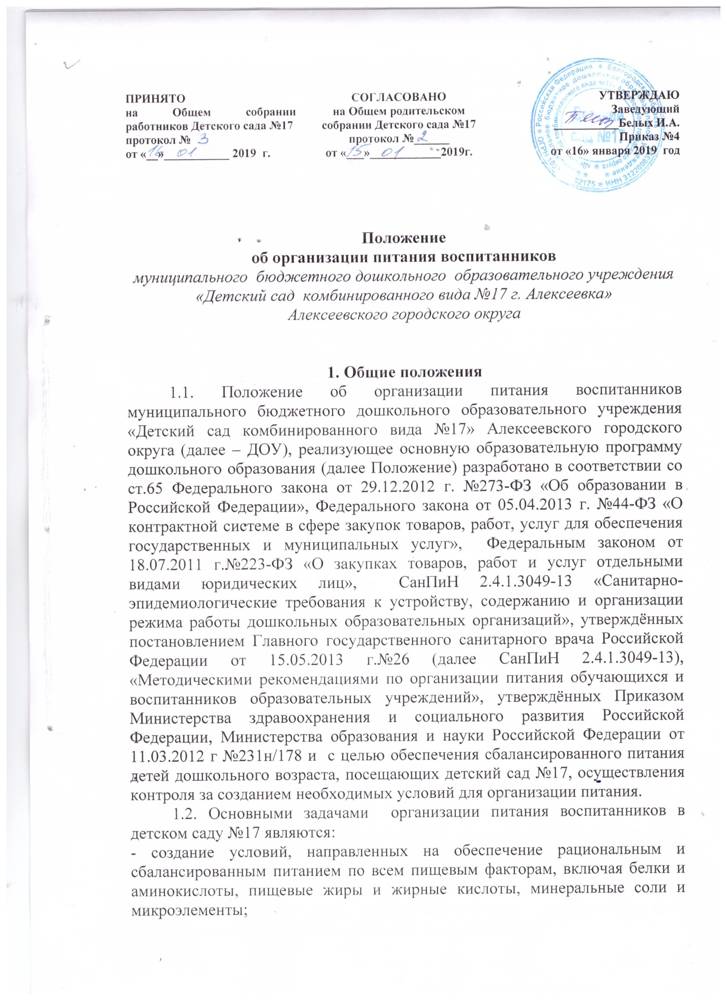 ПРИНЯТО
на Общем собрании
работников Детского сада №17
протокол № 3
от «16» 01 2019 г.
СОГЛАСОВАНО
на Общем родительском
собрании Детского сада №17
протокол № 2
от «15» 01 2019г.
УТВЕРЖДАЮ
Заведующий
Белых И.А.
Приказ №4
от «16» января 2019 год
Российская Федерация * Белгородская область
02175 * ИНН
Детский
сад №17
Положение
об организации питания воспитанников
муниципального бюджетного дошкольного образовательного учреждения
«Детский сад комбинированного вида №17 г. Алексеевка»
Алексеевского городского округа
1. Общие положения
1.1. Положение об организации питания воспитанников
муниципального бюджетного дошкольного образовательного учреждения
«Детский сад комбинированного вида №17» Алексеевского городского
округа (далее – ДОУ), реализующее основную образовательную программу
дошкольного образования (далее Положение) разработано в соответствии со
ст.65 Федерального закона от 29.12.2012 г. №273-ФЗ «Об образовании в
Российской Федерации», Федерального закона от 05.04.2013 г. №44-ФЗ «О
контрактной системе в сфере закупок товаров, работ, услуг для обеспечения
государственных и муниципальных услуг», Федеральным законом от
18.07.2011 г.№223-ФЗ «О закупках товаров, работ и услуг отдельными
видами юридических лиц», СанПиН 2.4.1.3049-13 «Санитарно-
эпидемиологические требования к устройству, содержанию и организации
режима работы дошкольных образовательных организаций», утверждённых
постановлением Главного государственного санитарного врача Российской
Федерации от 15.05.2013 г.№26 (далее СанПиН 2.4.1.3049-13),
«Методическими рекомендациями по организации питания обучающихся и
воспитанников образовательных учреждений», утверждённых Приказом
Министерства здравоохранения и социального развития Российской
Федерации, Министерства образования и науки Российской Федерации от
11.03.2012 г №231н/178 и с целью обеспечения сбалансированного питания
детей дошкольного возраста, посещающих детский сад №17, осуществления
контроля за созданием необходимых условий для организации питания.
1.2. Основными задачами организации питания воспитанников в
детском саду №17 являются:
- создание условий, направленных на обеспечение рациональным и
сбалансированным питанием по всем пищевым факторам, включая белки и
аминокислоты, пищевые жиры и жирные кислоты, минеральные соли и
микроэлементы;